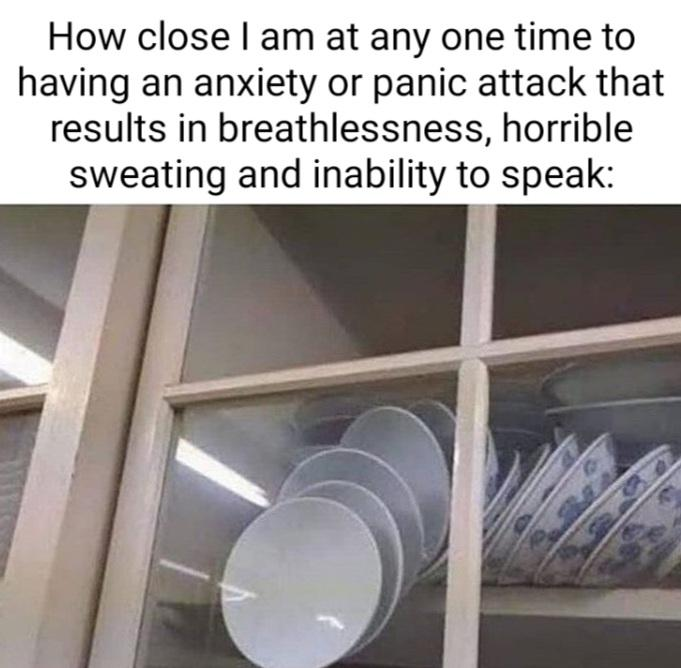 How close I am at any one time to
having an anxiety or panic attack that
results in breathlessness, horrible
sweating and inability to speak: